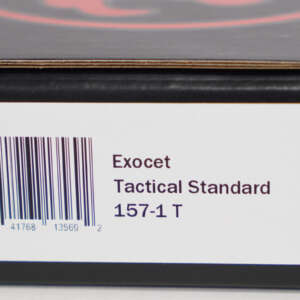 Exocet
Tactical Standard
157-1 T
41768 13560 2